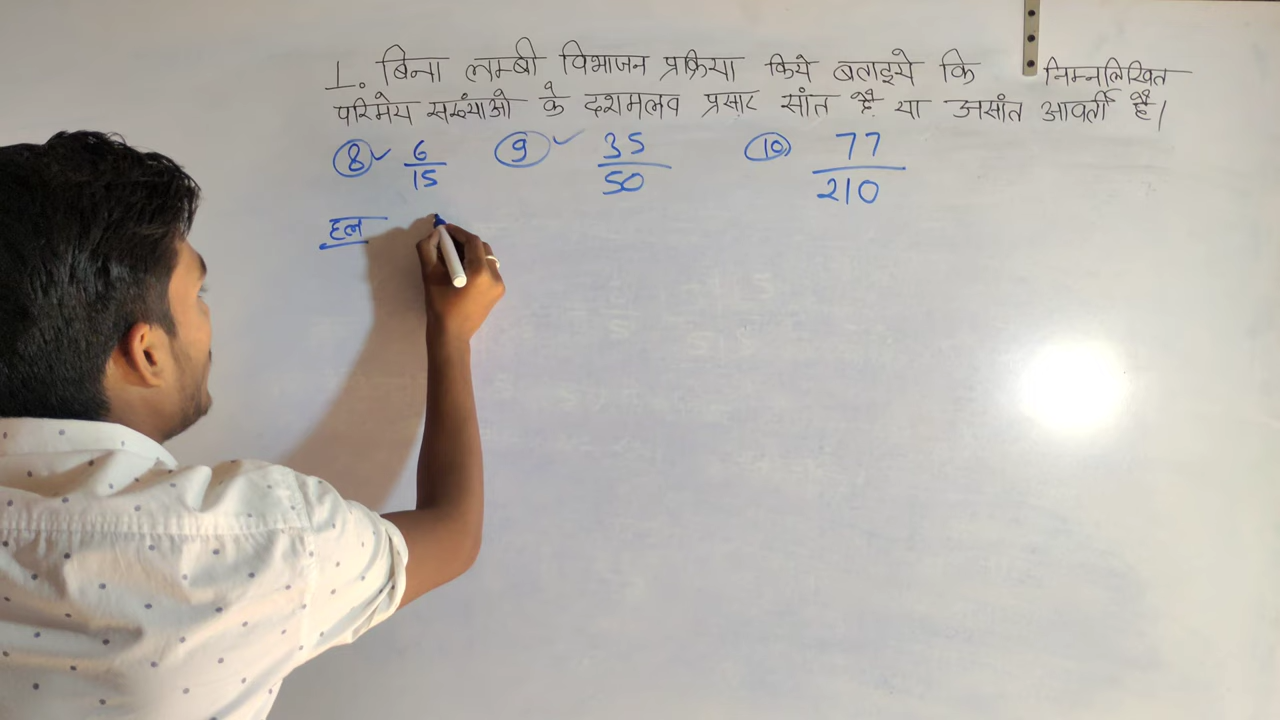 1. बिना लम्बी विभाजन प्रक्रिया किये बताइये कि निम्नलिखित
परिमेय सख्ंयाओ के दशमलव प्रसार सांत है या असांत आवर्ती है।
8 6/15 9 35/50 10 77/210
हल